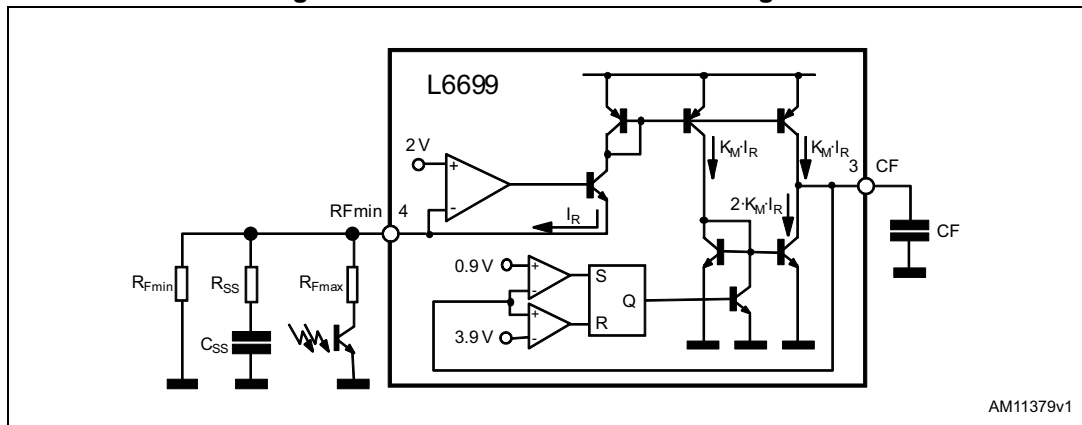 L6699
2 V
+
-
RFmin 4
I_R
K_M·I_R
K_M·I_R
3 CF
2·K_M·I_R
CF
0.9 V
+
-
S
Q
+
-
R
3.9 V
R_Fmin
R_SS
R_Fmax
C_SS
AM11379v1